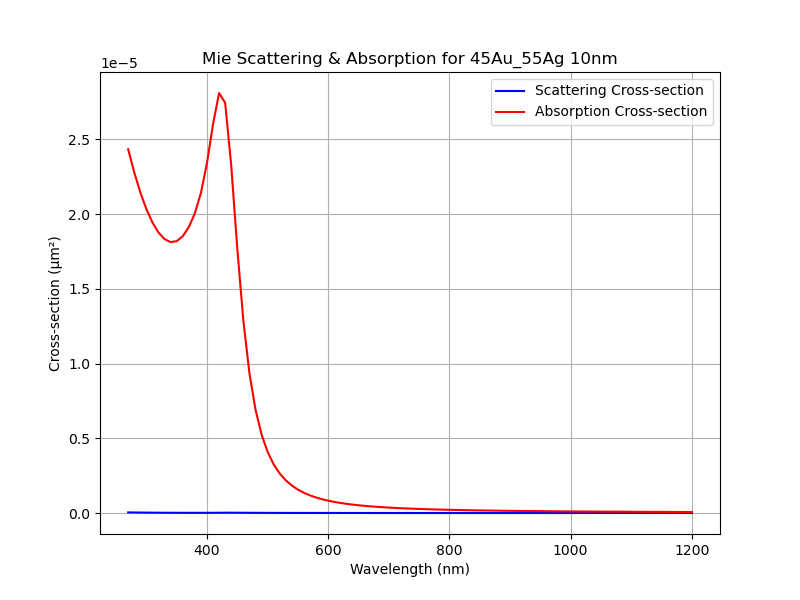 Mie Scattering & Absorption for 45Au_55Ag 10nm
1e−5
Scattering Cross-section
Absorption Cross-section
2.5
2.0
1.5
1.0
0.5
0.0
Cross-section (µm²)
400 600 800 1000 1200
Wavelength (nm)